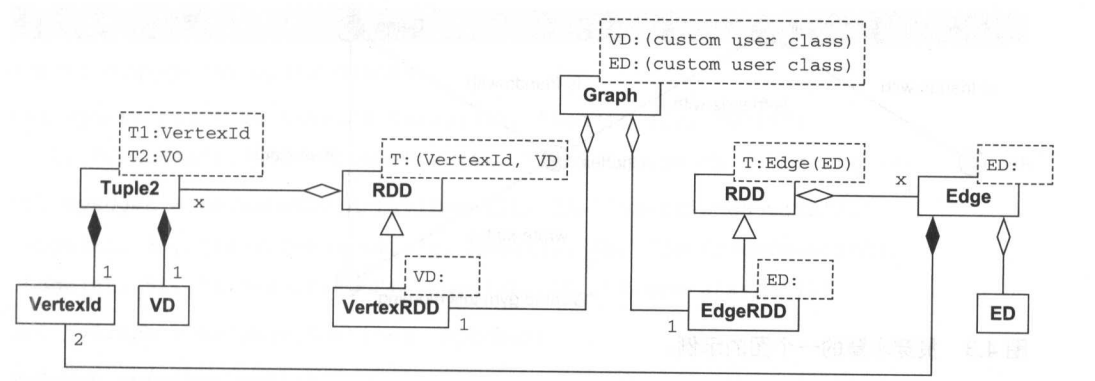 VD:(custom user class)
ED:(custom user class)
Graph
T1:VertexId
T2:VO
Tuple2
x
T:(VertexId, VD
RDD
T:Edge(ED)
RDD
x
ED:
Edge
1
1
VertexId
VD
VD:
VertexRDD
1
ED:
EdgeRDD
1
ED
2